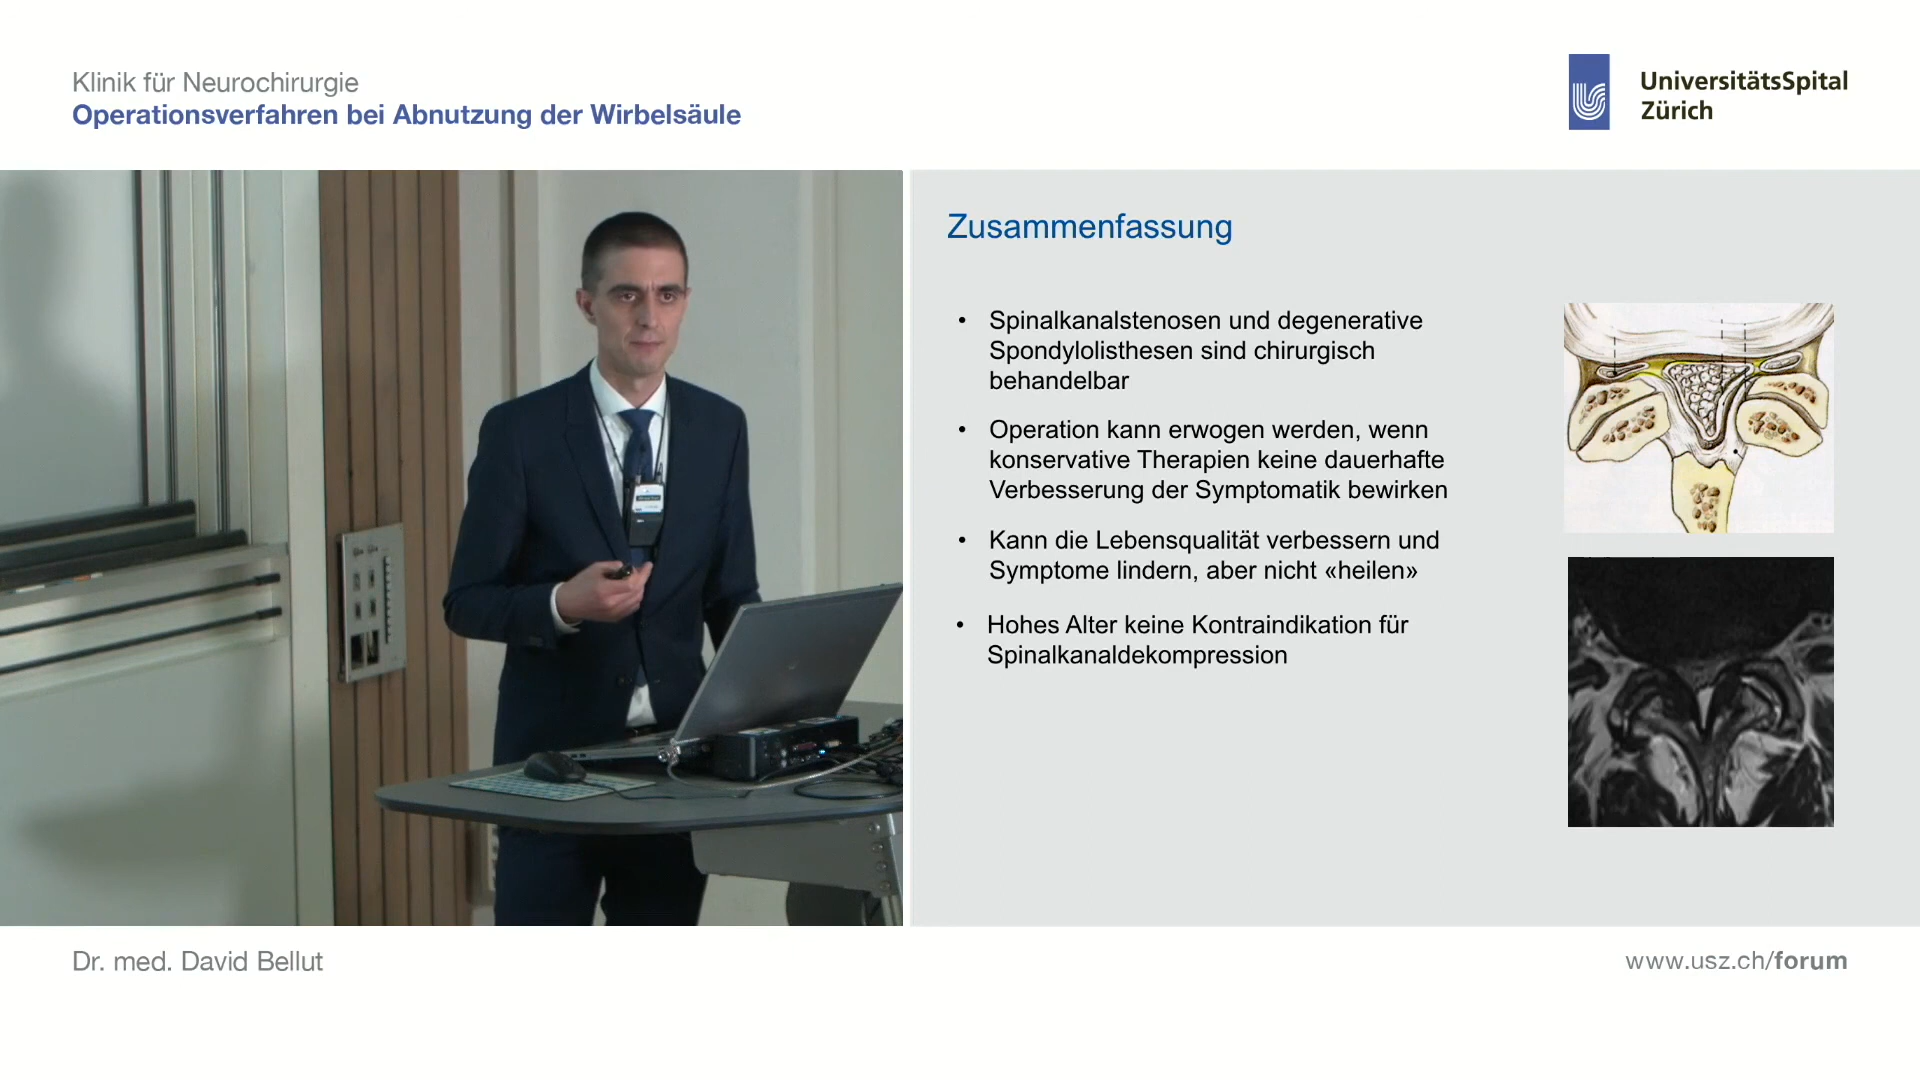 Klinik für Neurochirurgie
Operationsverfahren bei Abnutzung der Wirbelsäule
UniversitätsSpital
Zürich
Zusammenfassung
• Spinalkanalstenosen und degenerative
Spondylolisthesen sind chirurgisch
behandelbar
• Operation kann erwogen werden, wenn
konservative Therapien keine dauerhafte
Verbesserung der Symptomatik bewirken
• Kann die Lebensqualität verbessern und
Symptome lindern, aber nicht «heilen»
• Hohes Alter keine Kontraindikation für
Spinalkanaldekompression
Dr. med. David Bellut
www.usz.ch/forum